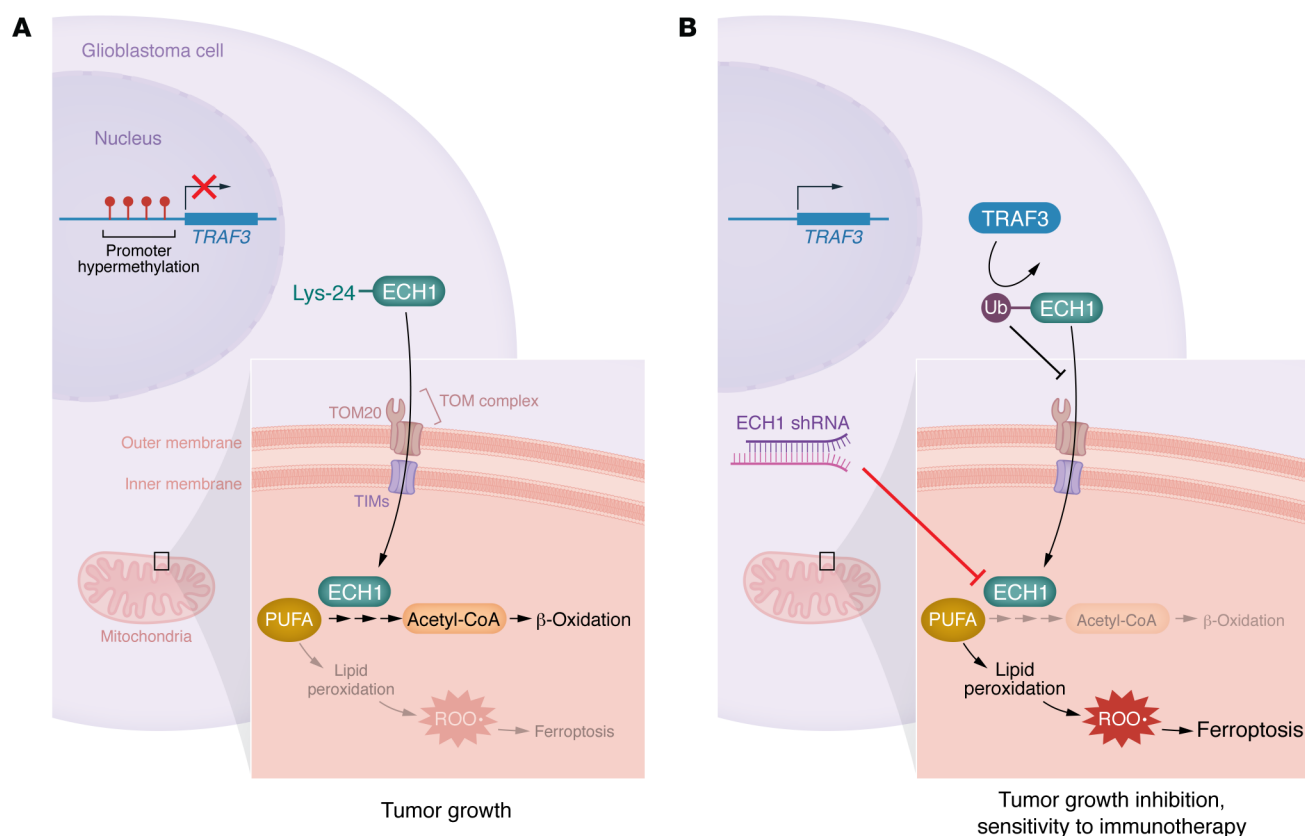 A
Glioblastoma cell
Nucleus
TRAF3
Promoter
hypermethylation
Lys-24
ECH1
TOM20
TOM complex
Outer membrane
Inner membrane
TIMs
ECH1
PUFA
Acetyl-CoA
β-Oxidation
Mitochondria
Lipid
peroxidation
ROO•
Ferroptosis
Tumor growth
B
TRAF3
TRAF3
Ub
ECH1
ECH1 shRNA
ECH1
PUFA
Acetyl-CoA
β-Oxidation
Lipid
peroxidation
ROO•
Ferroptosis
Tumor growth inhibition,
sensitivity to immunotherapy